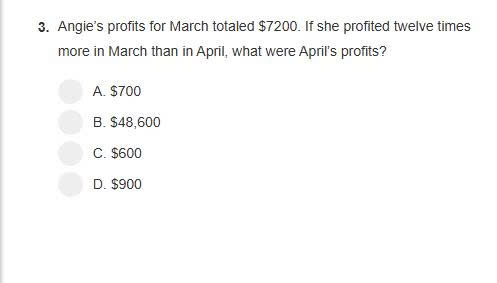 3. Angie's profits for March totaled $7200. If she profited twelve times
more in March than in April, what were April's profits?
A. $700
B. $48,600
C. $600
D. $900